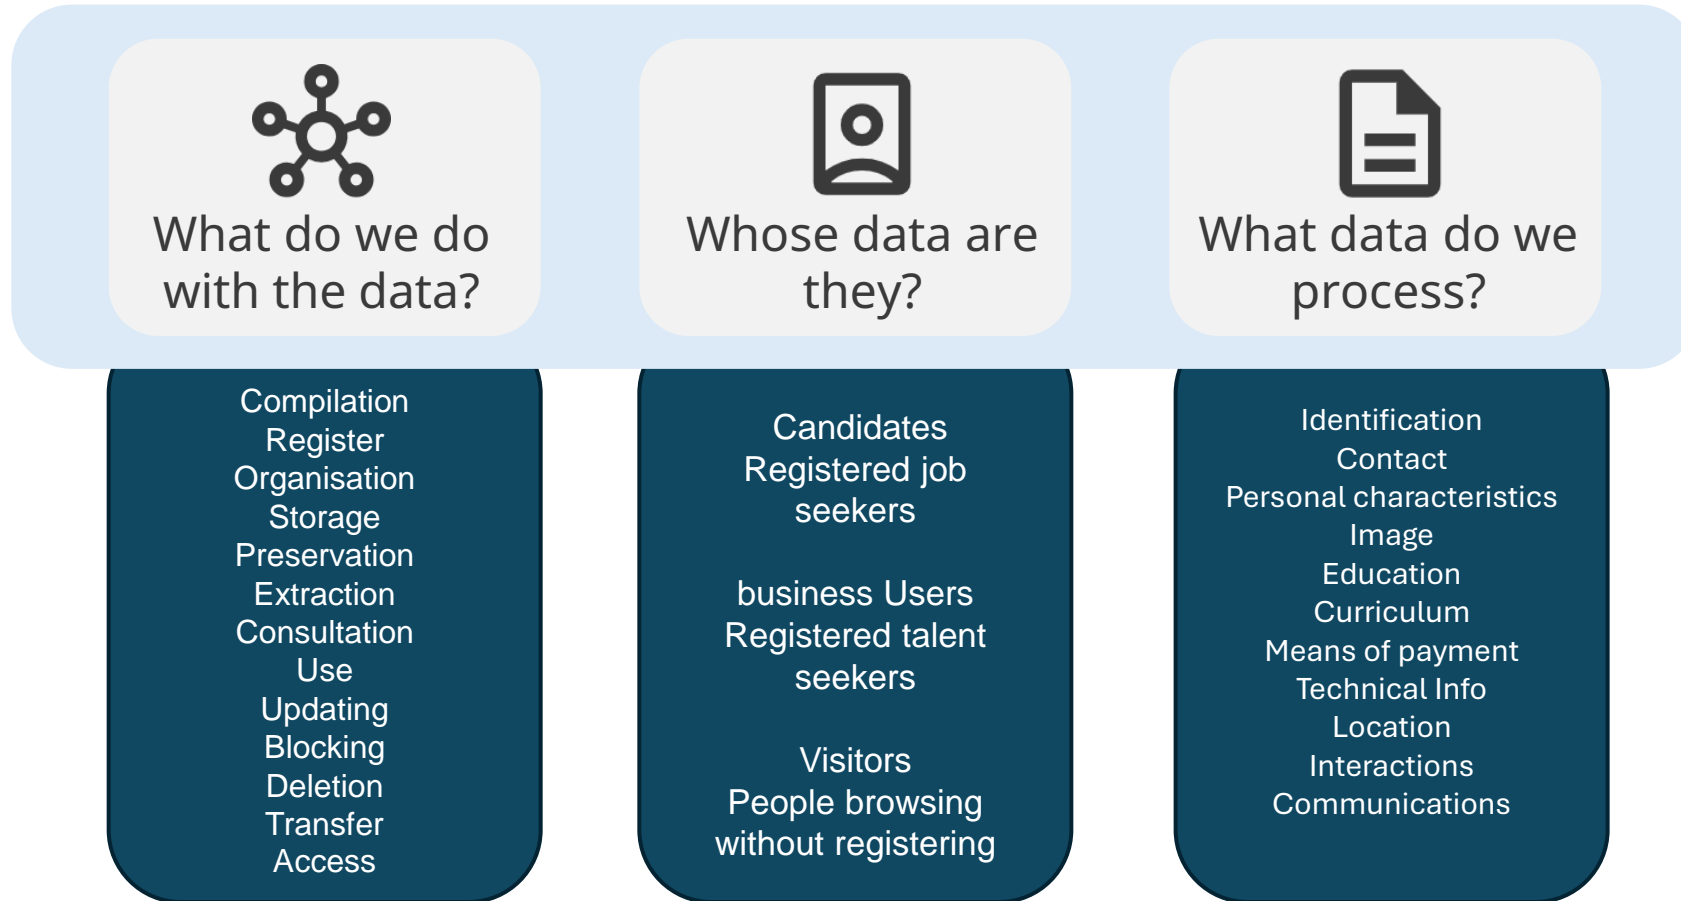 What do we do
with the data?
Compilation
Register
Organisation
Storage
Preservation
Extraction
Consultation
Use
Updating
Blocking
Deletion
Transfer
Access
Whose data are
they?
Candidates
Registered job
seekers
business Users
Registered talent
seekers
Visitors
People browsing
without registering
What data do we
process?
Identification
Contact
Personal characteristics
Image
Education
Curriculum
Means of payment
Technical Info
Location
Interactions
Communications